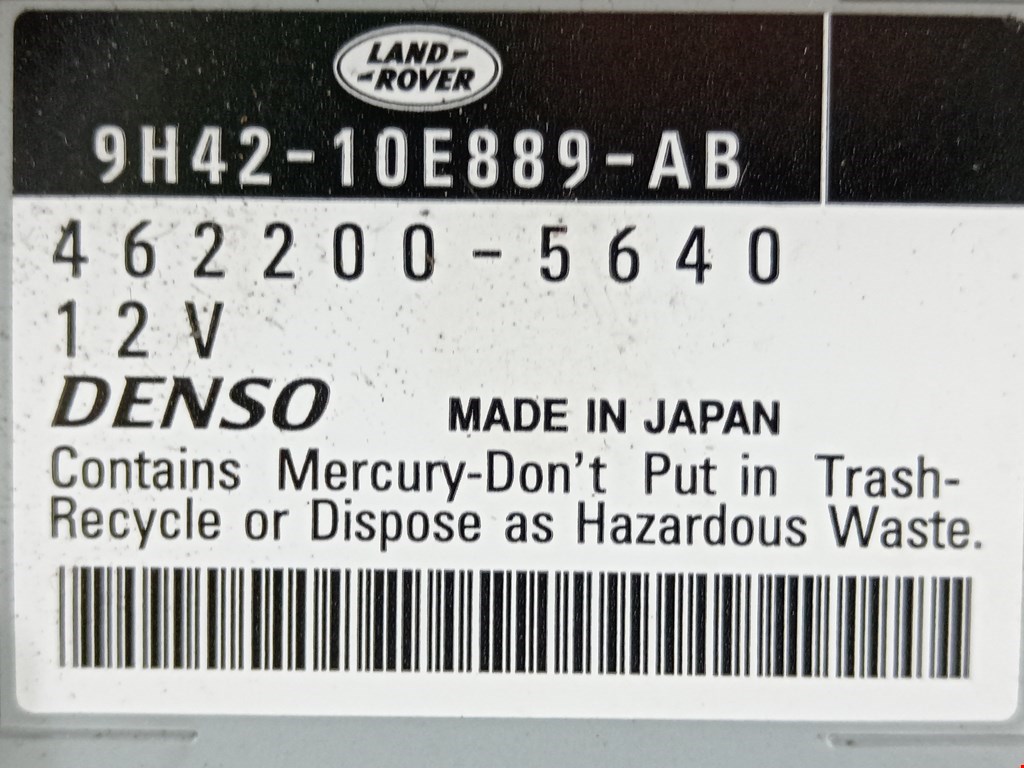 LAND-
-ROVER
9H42-10E889-AB
462200-5640
12V
DENSO
MADE IN JAPAN
Contains Mercury-Don't Put in Trash-
Recycle or Dispose as Hazardous Waste.